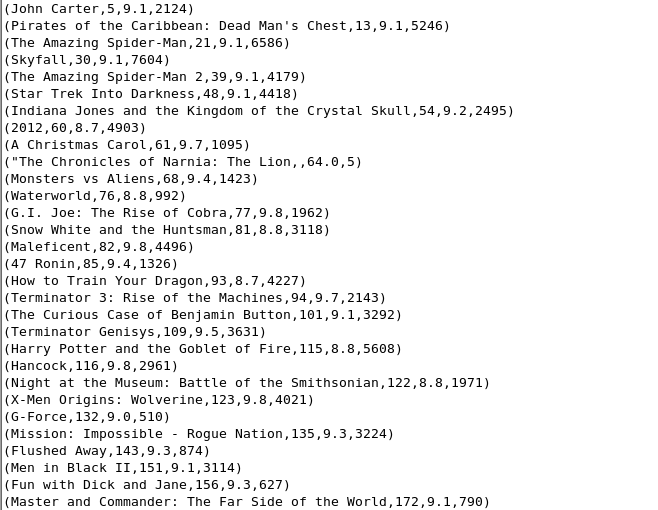 (John Carter,5,9.1,2124)
(Pirates of the Caribbean: Dead Man's Chest,13,9.1,5246)
(The Amazing Spider-Man,21,9.1,6586)
(Skyfall,30,9.1,7604)
(The Amazing Spider-Man 2,39,9.1,4179)
(Star Trek Into Darkness,48,9.1,4418)
(Indiana Jones and the Kingdom of the Crystal Skull,54,9.2,2495)
(2012,60,8.7,4903)
(A Christmas Carol,61,9.7,1095)
("The Chronicles of Narnia: The Lion,,64.0,5)
(Monsters vs Aliens,68,9.4,1423)
(Waterworld,76,8.8,992)
(G.I. Joe: The Rise of Cobra,77,9.8,1962)
(Snow White and the Huntsman,81,8.8,3118)
(Maleficent,82,9.8,4496)
(47 Ronin,85,9.4,1326)
(How to Train Your Dragon,93,8.7,4227)
(Terminator 3: Rise of the Machines,94,9.7,2143)
(The Curious Case of Benjamin Button,101,9.1,3292)
(Terminator Genisys,109,9.5,3631)
(Harry Potter and the Goblet of Fire,115,8.8,5608)
(Hancock,116,9.8,2961)
(Night at the Museum: Battle of the Smithsonian,122,8.8,1971)
(X-Men Origins: Wolverine,123,9.8,4021)
(G-Force,132,9.0,510)
(Mission: Impossible - Rogue Nation,135,9.3,3224)
(Flushed Away,143,9.3,874)
(Men in Black II,151,9.1,3114)
(Fun with Dick and Jane,156,9.3,627)
(Master and Commander: The Far Side of the World,172,9.1,790)